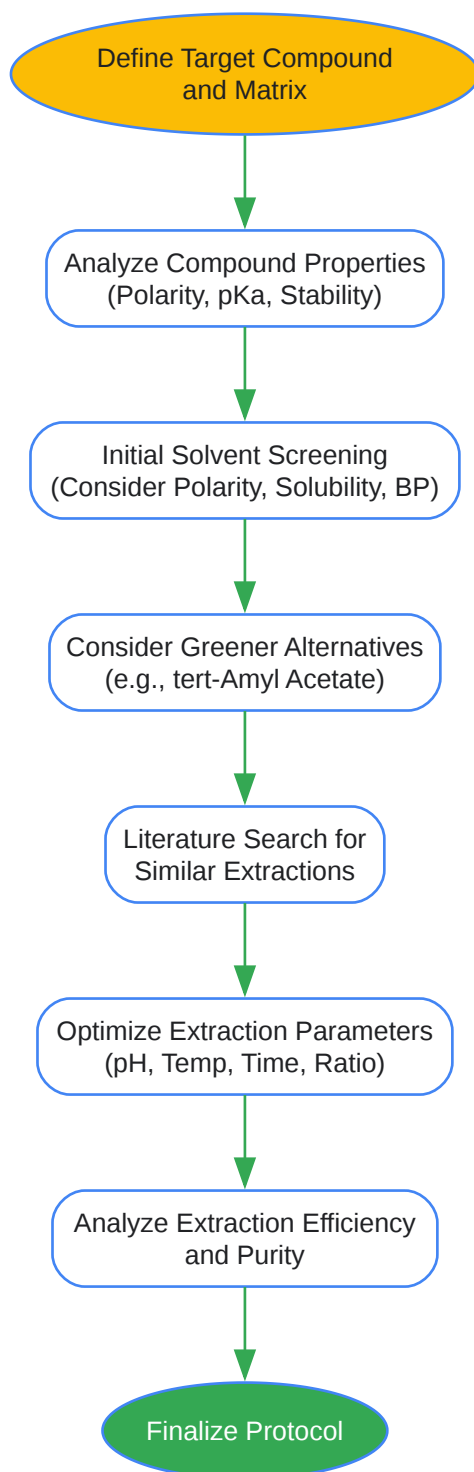 Define Target Compound
and Matrix
Analyze Compound Properties
(Polarity, pKa, Stability)
Initial Solvent Screening
(Consider Polarity, Solubility, BP)
Consider Greener Alternatives
(e.g., tert-Amyl Acetate)
Literature Search for
Similar Extractions
Optimize Extraction Parameters
(pH, Temp, Time, Ratio)
Analyze Extraction Efficiency
and Purity
Finalize Protocol